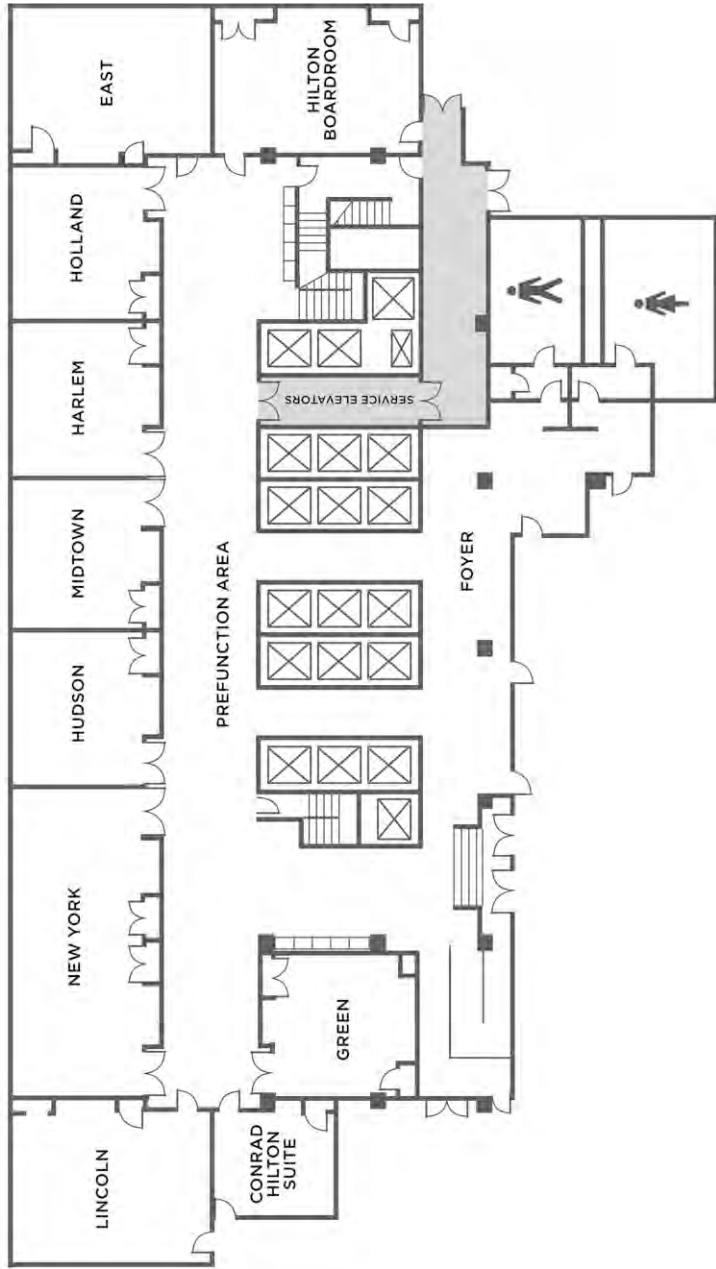 LINCOLN
NEW YORK
HUDSON
MIDTOWN
HARLEM
HOLLAND
EAST
CONRAD
HILTON
SUITE
GREEN
PREFUNCTION AREA
SERVICE ELEVATORS
HILTON
BOARDROOM
FOYER